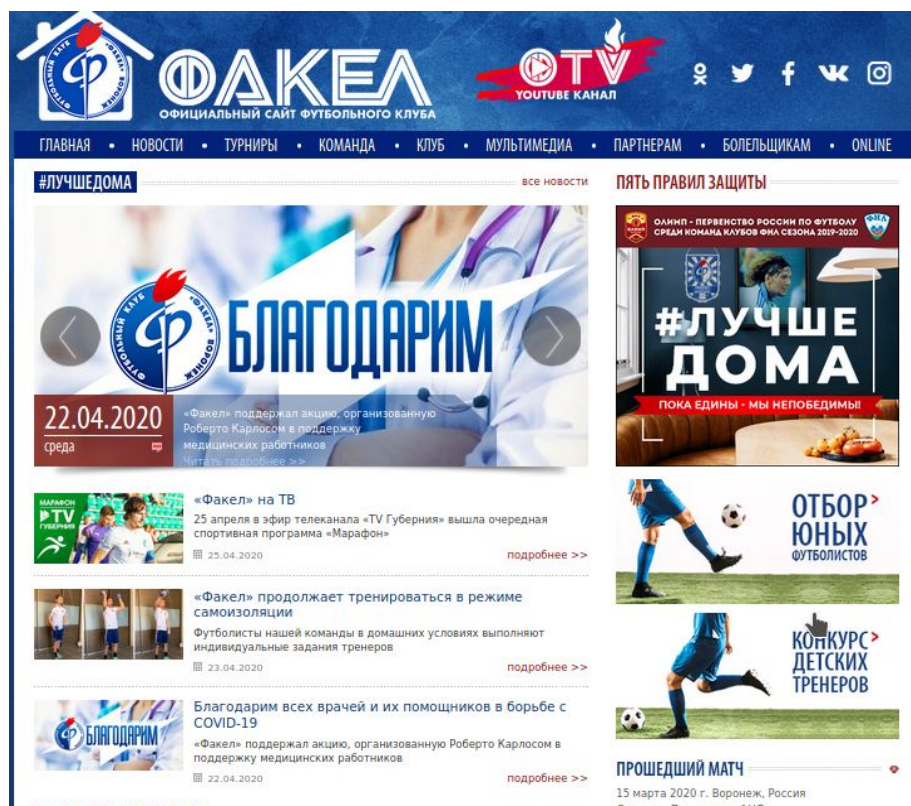 ФУТБОЛЬНЫЙ КЛУБ «ФАКЕЛ» ВОРОНЕЖ
ФАКЕЛ
ОФИЦИАЛЬНЫЙ САЙТ ФУТБОЛЬНОГО КЛУБА
ФTV
YOUTUBE КАНАЛ
ГЛАВНАЯ • НОВОСТИ • ТУРНИРЫ • КОМАНДА • КЛУБ • МУЛЬТИМЕДИА • ПАРТНЕРАМ • БОЛЕЛЬЩИКАМ • ONLINE
#ЛУЧШЕДОМА
все новости
ФУТБОЛЬНЫЙ КЛУБ «ФАКЕЛ» ВОРОНЕЖ
БЛАГОДАРИМ
22.04.2020
среда
«Факел» поддержал акцию, организованную
Роберто Карлосом в поддержку
медицинских работников
Читать подробнее >>
МАРАФОН
TV
ГУБЕРНИЯ
«Факел» на ТВ
25 апреля в эфир телеканала «TV Губерния» вышла очередная
спортивная программа «Марафон»
25.04.2020
подробнее >>
«Факел» продолжает тренироваться в режиме
самоизоляции
Футболисты нашей команды в домашних условиях выполняют
индивидуальные задания тренеров
23.04.2020
подробнее >>
БЛАГОДАРИМ
Благодарим всех врачей и их помощников в борьбе с
COVID-19
«Факел» поддержал акцию, организованную Роберто Карлосом в
поддержку медицинских работников
22.04.2020
подробнее >>
ПЯТЬ ПРАВИЛ ЗАЩИТЫ
ОЛИМП - ПЕРВЕНСТВО РОССИИ ПО ФУТБОЛУ
СРЕДИ КОМАНД КЛУБОВ ФНЛ СЕЗОНА 2019-2020
ФНЛ
#ЛУЧШЕ
ДОМА
ПОКА ЕДИНЫ - МЫ НЕПОБЕДИМЫ!
ОТБОР>
ЮНЫХ
ФУТБОЛИСТОВ
КОНКУРС>
ДЕТСКИХ
ТРЕНЕРОВ
ПРОШЕДШИЙ МАТЧ
15 марта 2020 г. Воронеж, Россия